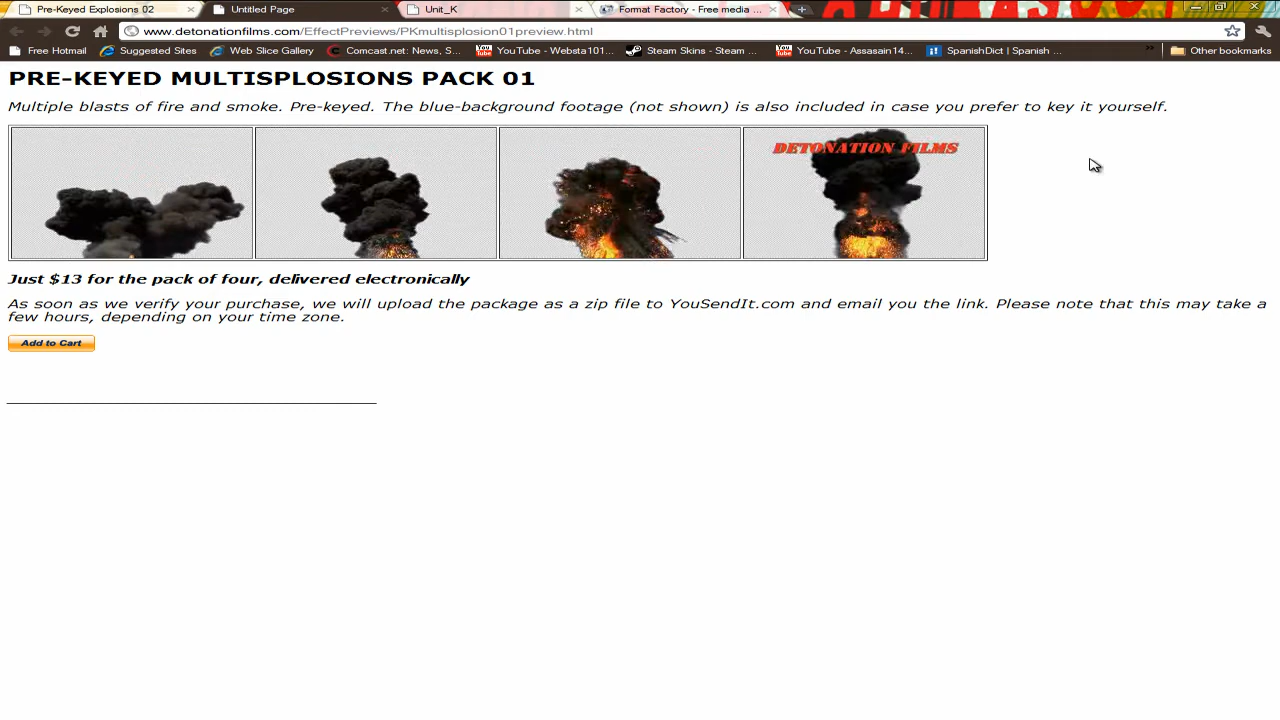 Pre-Keyed Explosions 02
Untitled Page
Unit_K
Format Factory - Free media ...
www.detonationfilms.com/EffectPreviews/PKmultisplosion01preview.html
Free Hotmail
Suggested Sites
Web Slice Gallery
Comcast.net: News, S...
YouTube - Websta101...
Steam Skins - Steam ...
YouTube - Assasain14...
SpanishDict | Spanish ...
Other bookmarks
PRE-KEYED MULTISPLOSIONS PACK 01
Multiple blasts of fire and smoke. Pre-keyed. The blue-background footage (not shown) is also included in case you prefer to key it yourself.
DETONATION FILMS
Just $13 for the pack of four, delivered electronically
As soon as we verify your purchase, we will upload the package as a zip file to YouSendIt.com and email you the link. Please note that this may take a
few hours, depending on your time zone.
Add to Cart